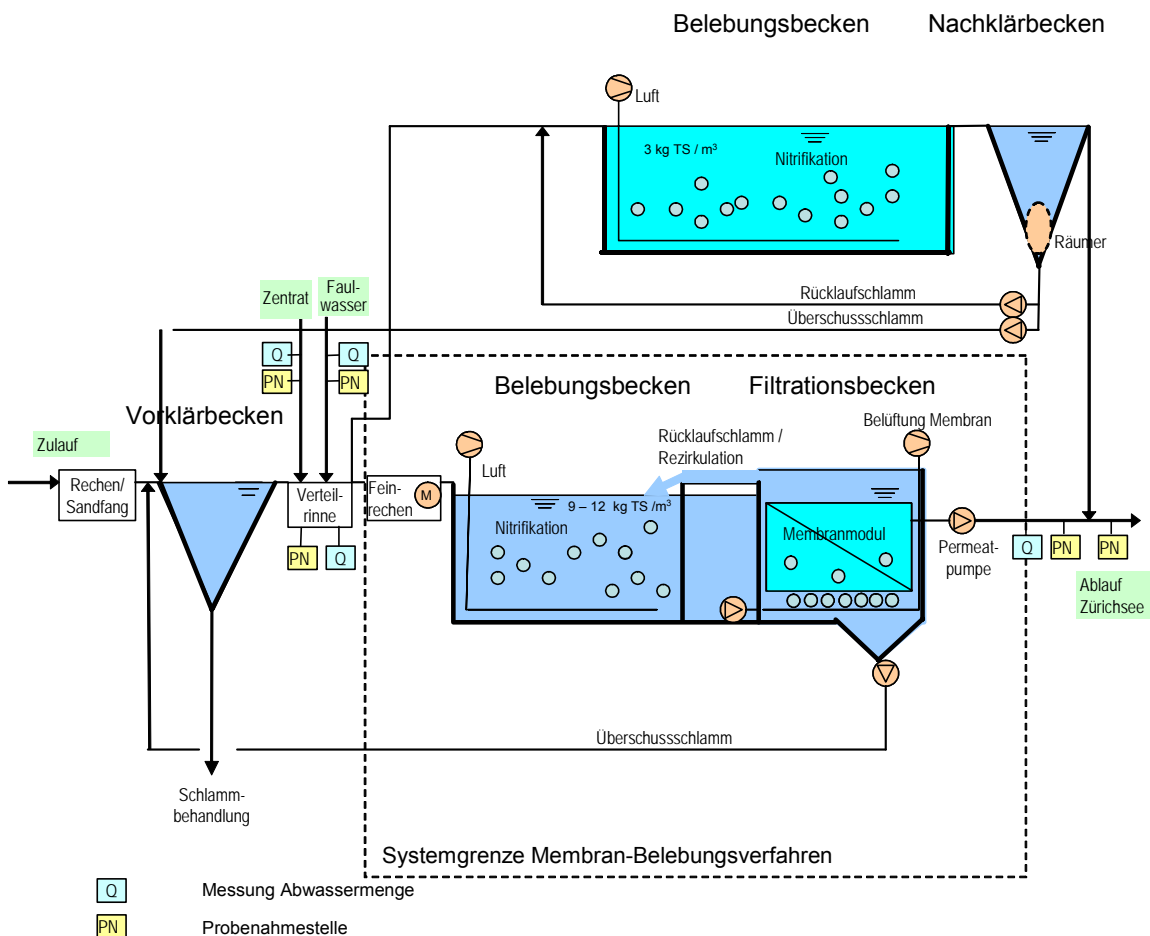 Belebungsbecken
Nachklärbecken
Luft
3 kg TS / m³
Nitrifikation
Räumer
Rücklaufschlamm
Überschussschlamm
Zentrat
Faul-
wasser
Q
Q
PN
PN
Vorklärbecken
Belebungsbecken
Filtrationsbecken
Zulauf
Rechen/
Sandfang
Verteil-
rinne
Fein-
rechen
M
Luft
Rücklaufschlamm /
Rezirkulation
Belüftung Membran
9 – 12 kg TS /m³
Nitrifikation
Membranmodul
Permeat-
pumpe
PN
Q
Q
PN
PN
Ablauf
Zürichsee
Überschussschlamm
Schlamm-
behandlung
Systemgrenze Membran-Belebungsverfahren
Q
Messung Abwassermenge
PN
Probenahmestelle